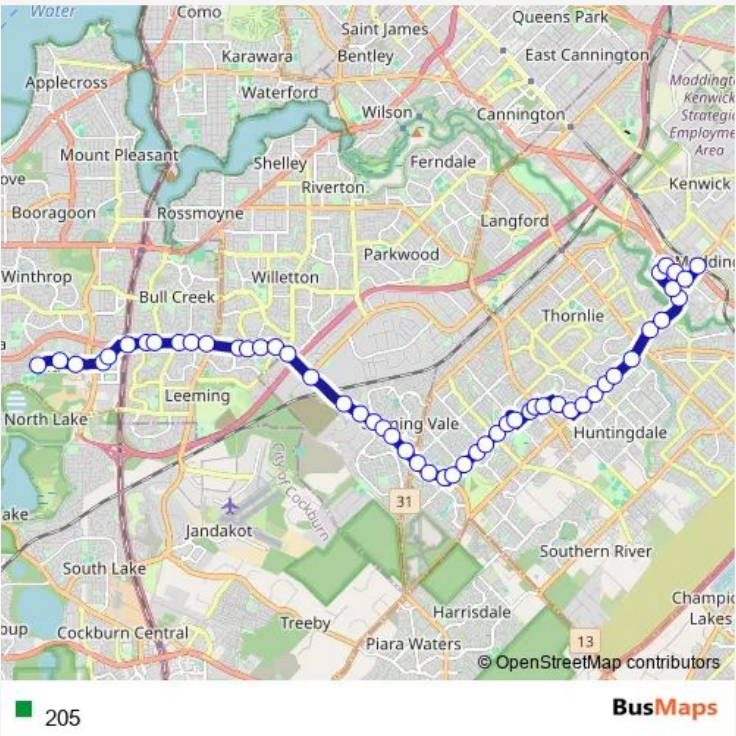 Water
Como
Saint James
Queens Park
Karawara
Bentley
East Cannington
Applecross
Waterford
Maddingt
Kenwick
Strategic
Employme
Area
Wilson
Cannington
Mount Pleasant
Shelley
Ferndale
ove
Riverton
Kenwick
Booragoon
Rossmoyne
Langford
Parkwood
Winthrop
Willetton
Bull Creek
Thornlie
a
Leeming
North Lake
ning Vale
Huntingdale
City of Cockburn
31
ake
Jandakot
Southern River
South Lake
Champio
Lakes
Harrisdale
Treeby
oup
Cockburn Central
Piara Waters
13
© OpenStreetMap contributors
205
BusMaps